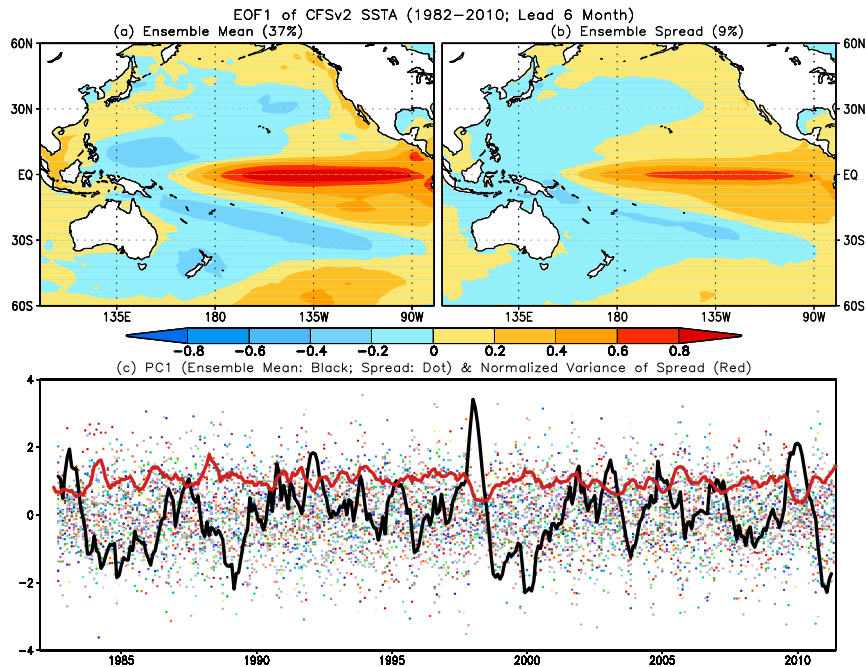 EOF1 of CFSv2 SSTA (1982−2010; Lead 6 Month)
(a) Ensemble Mean (37%) (b) Ensemble Spread (9%)
60N 60N
30N 30N
EQ EQ
30S 30S
60S 60S
135E 180 135W 90W 135E 180 135W 90W
−0.8 −0.6 −0.4 −0.2 0 0.2 0.4 0.6 0.8
(c) PC1 (Ensemble Mean: Black; Spread: Dot) & Normalized Variance of Spread (Red)
4
2
0
−2
−4
1985 1990 1995 2000 2005 2010